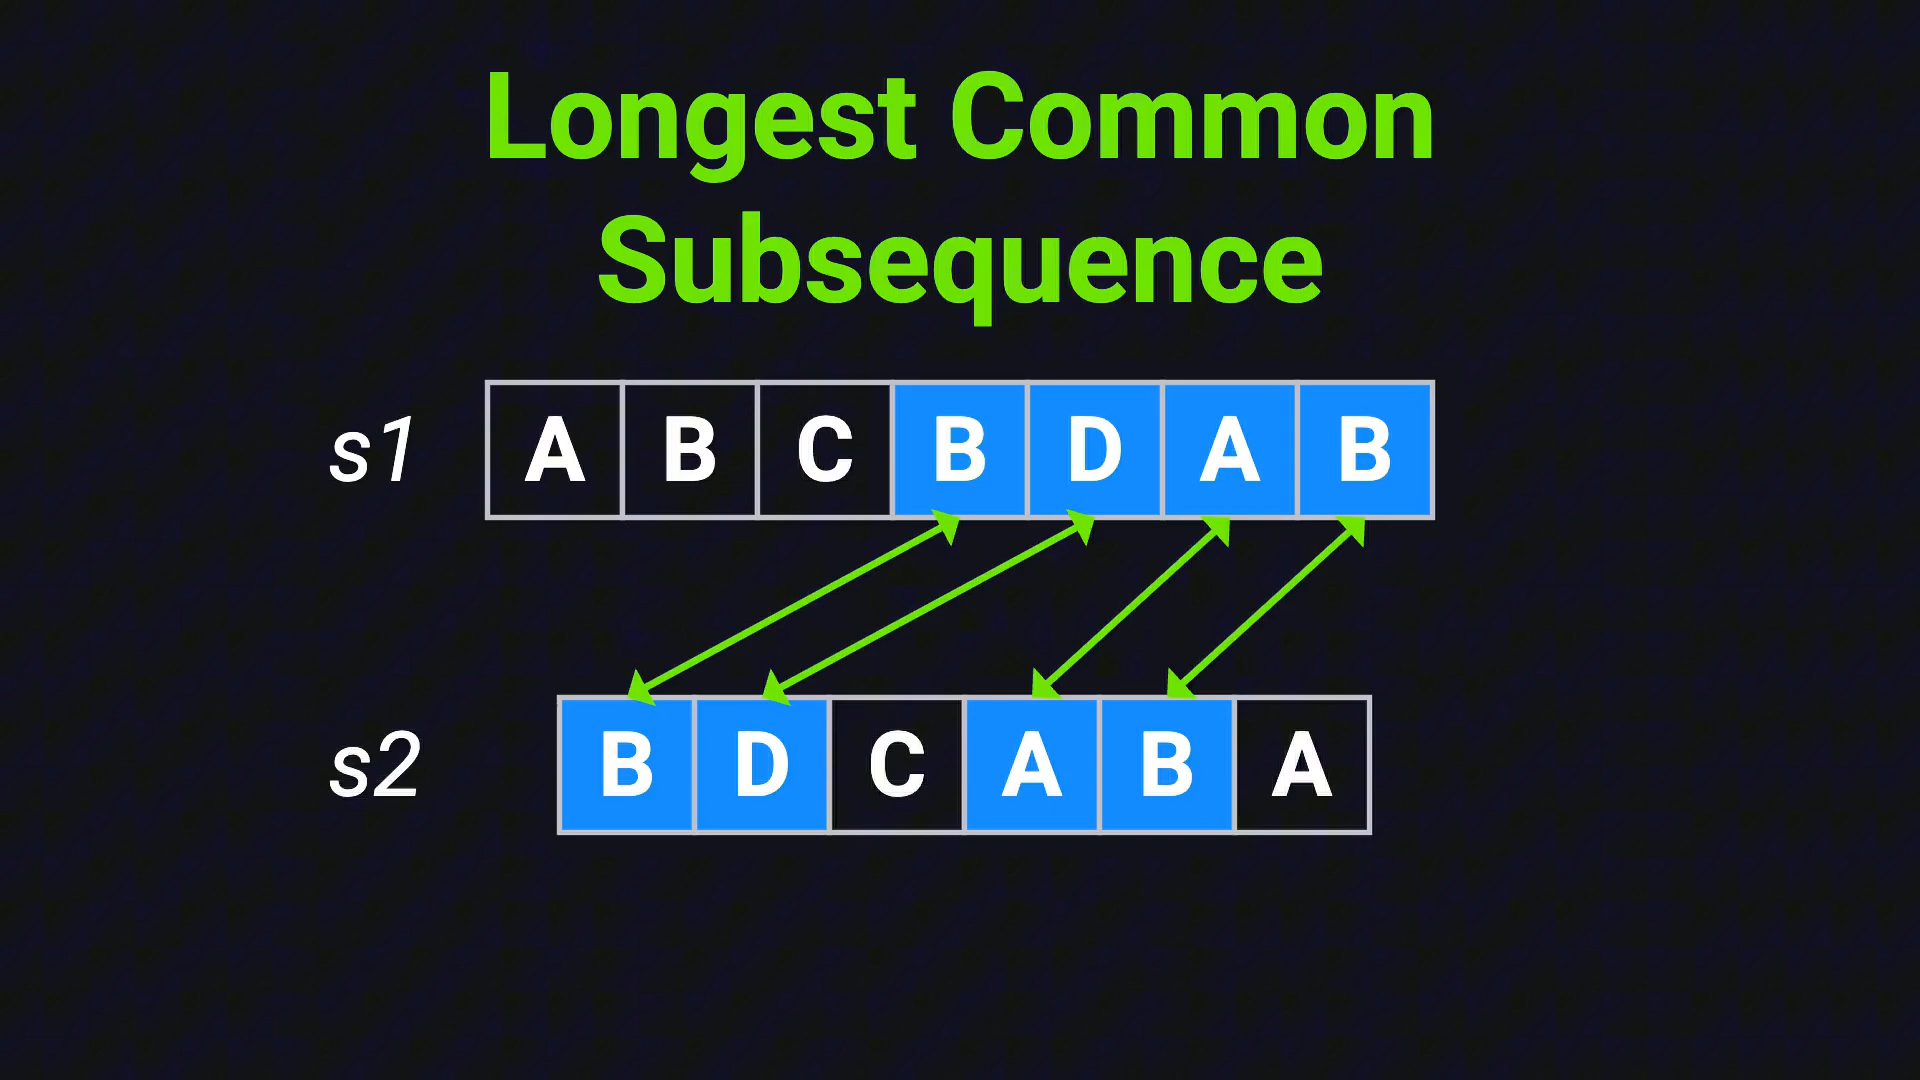 Longest Common
Subsequence
s1 A B C B D A B
s2 B D C A B A